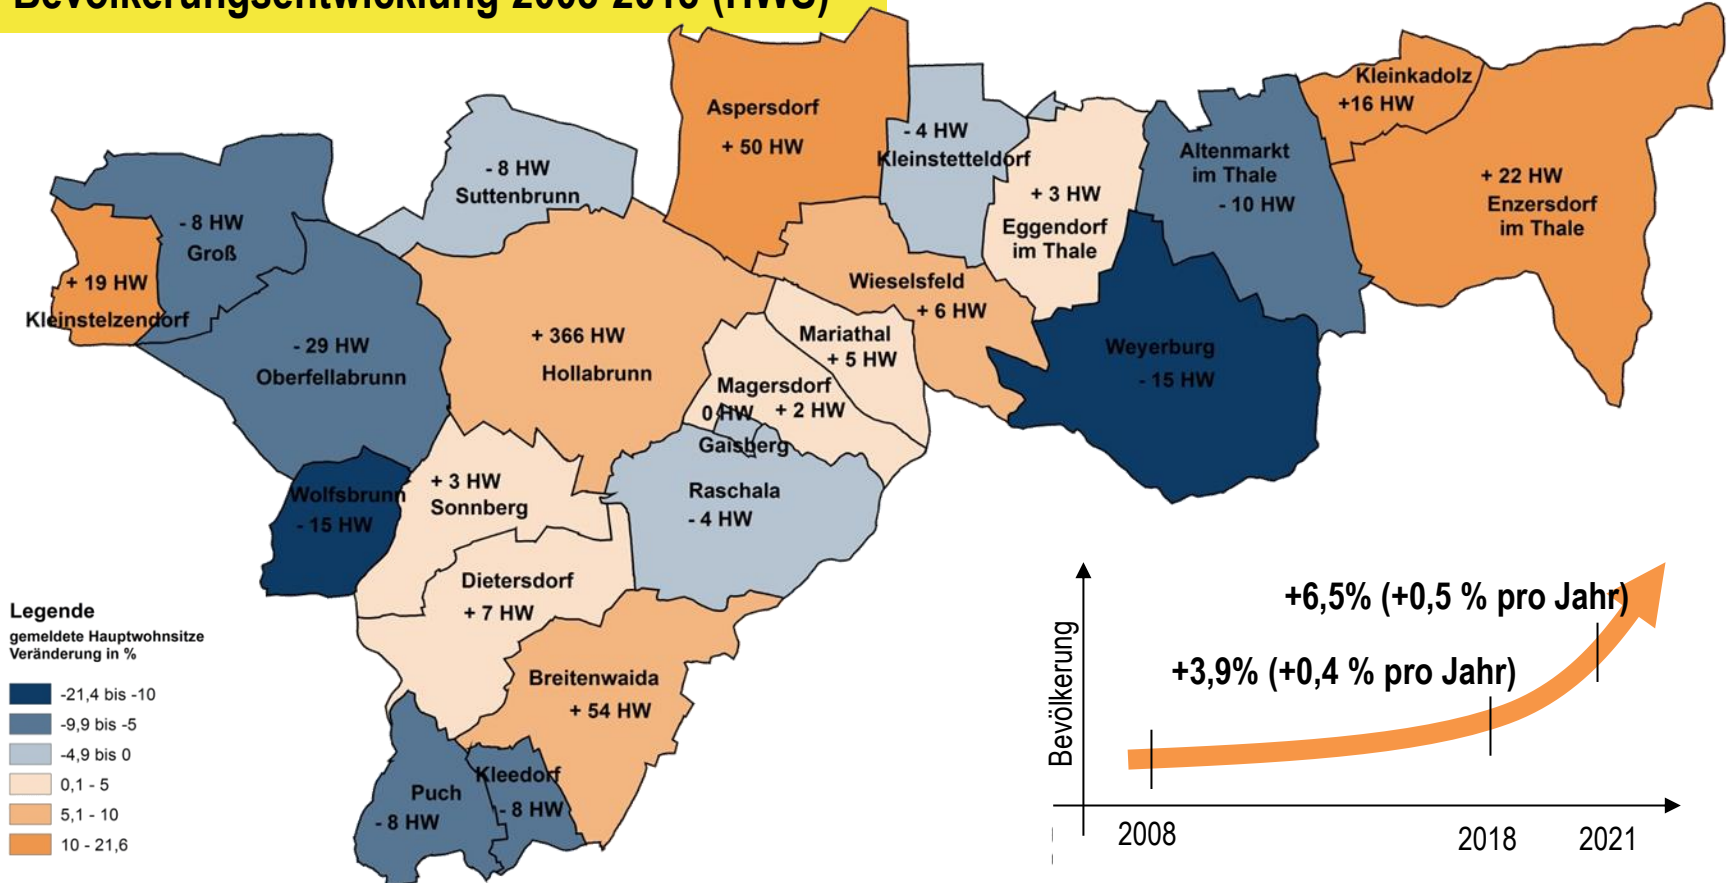 Bevölkerungsentwicklung 2008-2018 (HWS)
Kleinkadolz
+16 HW
Aspersdorf
+ 50 HW
- 4 HW
Kleinstetteldorf
Altenmarkt
im Thale
- 10 HW
- 8 HW
Suttenbrunn
+ 3 HW
Eggendorf
im Thale
+ 22 HW
Enzersdorf
im Thale
- 8 HW
Groß
+ 19 HW
Kleinstelzendorf
Wieselsfeld
+ 6 HW
- 29 HW
Oberfellabrunn
+ 366 HW
Hollabrunn
Mariathal
+ 5 HW
Weyerburg
- 15 HW
Magersdorf
+ 2 HW
0 HW
Gaisberg
Wolfsbrunn
- 15 HW
+ 3 HW
Sonnberg
Raschala
- 4 HW
Dietersdorf
+ 7 HW
Breitenwaida
+ 54 HW
Kleedorf
- 8 HW
Puch
- 8 HW
Legende
gemeldete Hauptwohnsitze
Veränderung in %
-21,4 bis -10
-9,9 bis -5
-4,9 bis 0
0,1 - 5
5,1 - 10
10 - 21,6
+6,5% (+0,5 % pro Jahr)
+3,9% (+0,4 % pro Jahr)
Bevölkerung
2008
2018
2021